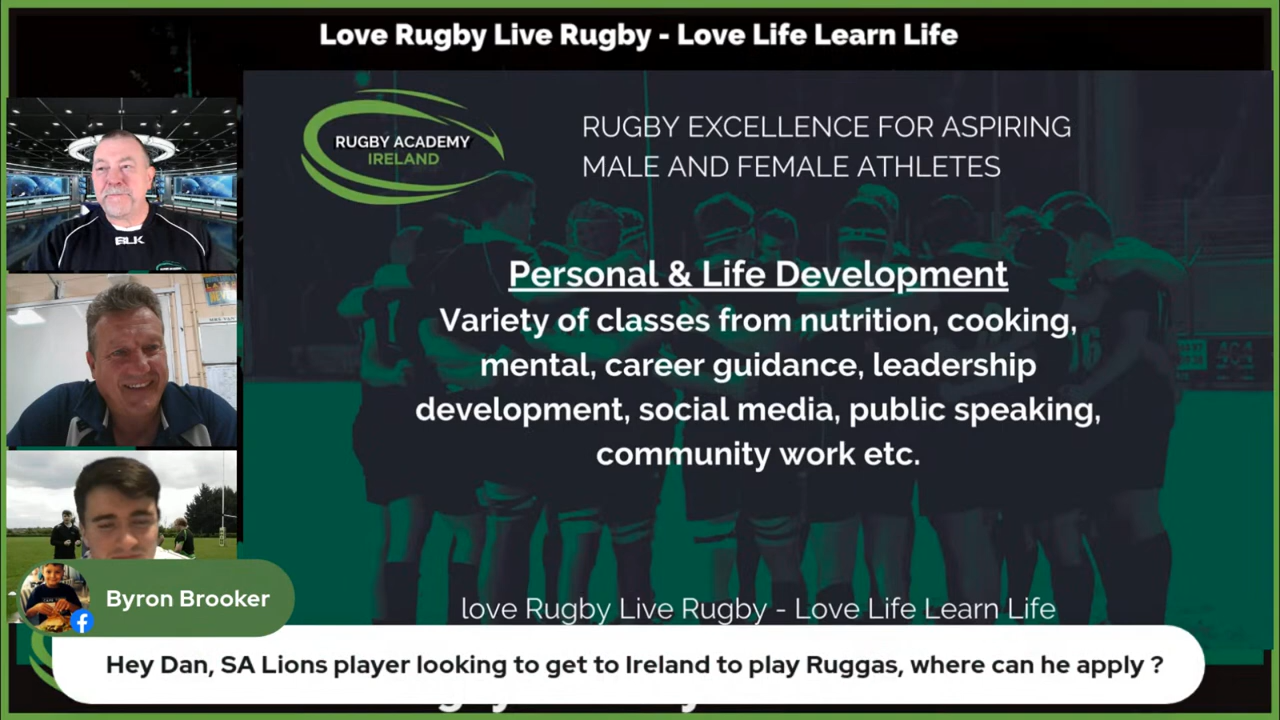 Love Rugby Live Rugby - Love Life Learn Life
RUGBY ACADEMY
IRELAND
RUGBY EXCELLENCE FOR ASPIRING
MALE AND FEMALE ATHLETES
BLK
Personal & Life Development
Variety of classes from nutrition, cooking,
mental, career guidance, leadership
development, social media, public speaking,
community work etc.
love Rugby Live Rugby - Love Life Learn Life
Byron Brooker
Hey Dan, SA Lions player looking to get to Ireland to play Ruggas, where can he apply ?